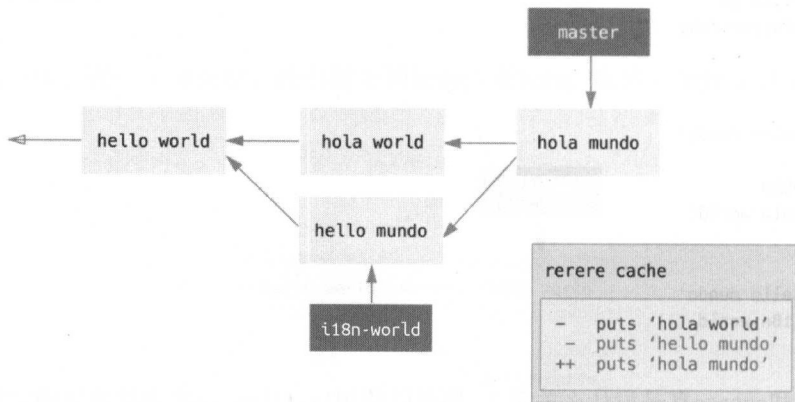 master
hello world
hola world
hola mundo
hello mundo
i18n-world
rerere cache
– puts ‘hola world’
– puts ‘hello mundo’
++ puts ‘hola mundo’